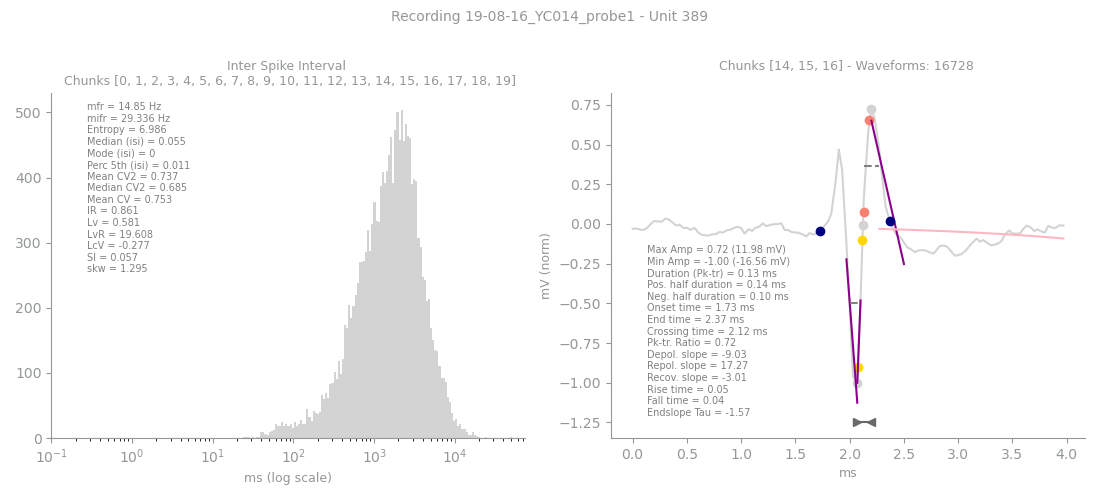 Recording 19-08-16_YC014_probe1 - Unit 389
Inter Spike Interval
Chunks [0, 1, 2, 3, 4, 5, 6, 7, 8, 9, 10, 11, 12, 13, 14, 15, 16, 17, 18, 19]
mfr = 14.85 Hz
mifr = 29.336 Hz
Entropy = 6.986
Median (isi) = 0.055
Mode (isi) = 0
Perc 5th (isi) = 0.011
Mean CV2 = 0.737
Median CV2 = 0.685
Mean CV = 0.753
IR = 0.861
Lv = 0.581
LvR = 19.608
LcV = -0.277
SI = 0.057
skw = 1.295
500
400
300
200
100
0
10⁻¹ 10⁰ 10¹ 10² 10³ 10⁴
ms (log scale)
Chunks [14, 15, 16] - Waveforms: 16728
mV (norm)
0.75
0.50
0.25
0.00
−0.25
−0.50
−0.75
−1.00
−1.25
Max Amp = 0.72 (11.98 mV)
Min Amp = -1.00 (-16.56 mV)
Duration (Pk-tr) = 0.13 ms
Pos. half duration = 0.14 ms
Neg. half duration = 0.10 ms
Onset time = 1.73 ms
End time = 2.37 ms
Crossing time = 2.12 ms
Pk-tr. Ratio = 0.72
Depol. slope = -9.03
Repol. slope = 17.27
Recov. slope = -3.01
Rise time = 0.05
Fall time = 0.04
Endslope Tau = -1.57
0.0 0.5 1.0 1.5 2.0 2.5 3.0 3.5 4.0
ms